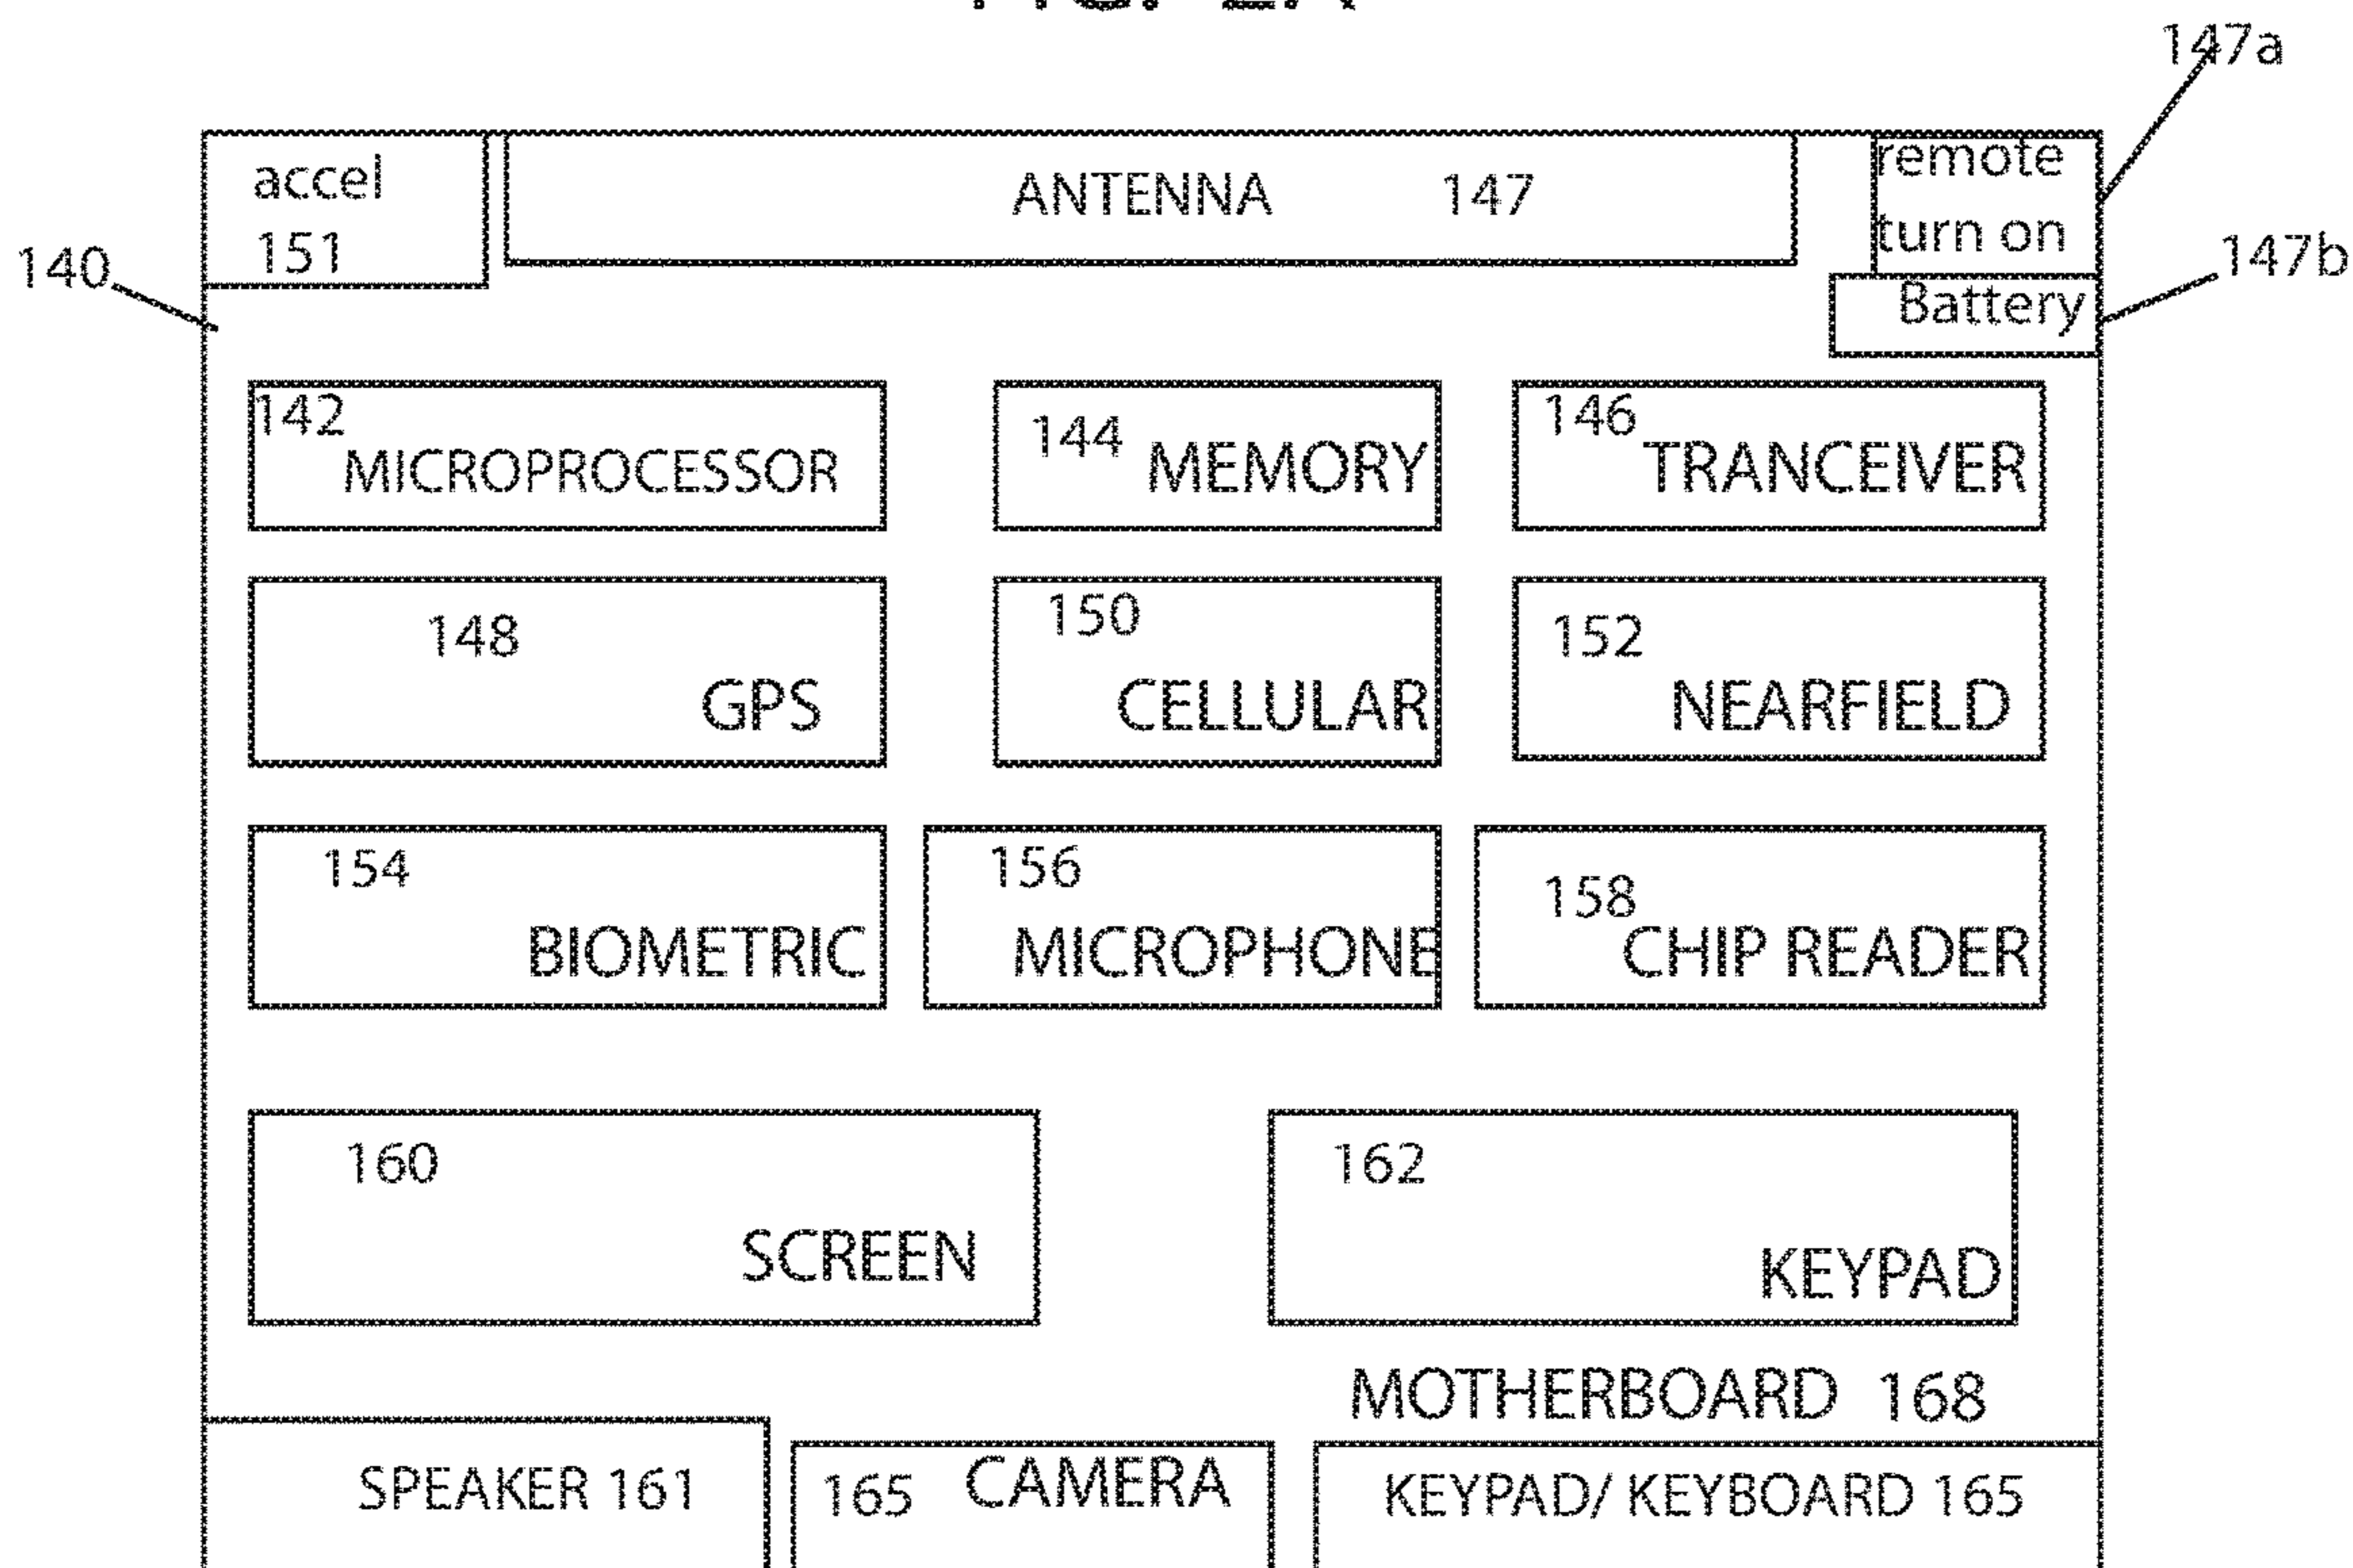 147a
accel
151
ANTENNA 147
remote
turn on
140
147b
Battery
142
MICROPROCESSOR
144 MEMORY
146
TRANCEIVER
148
GPS
150
CELLULAR
152
NEARFIELD
154
BIOMETRIC
156
MICROPHONE
158
CHIP READER
160
SCREEN
162
KEYPAD
MOTHERBOARD 168
SPEAKER 161
165 CAMERA
KEYPAD/ KEYBOARD 165